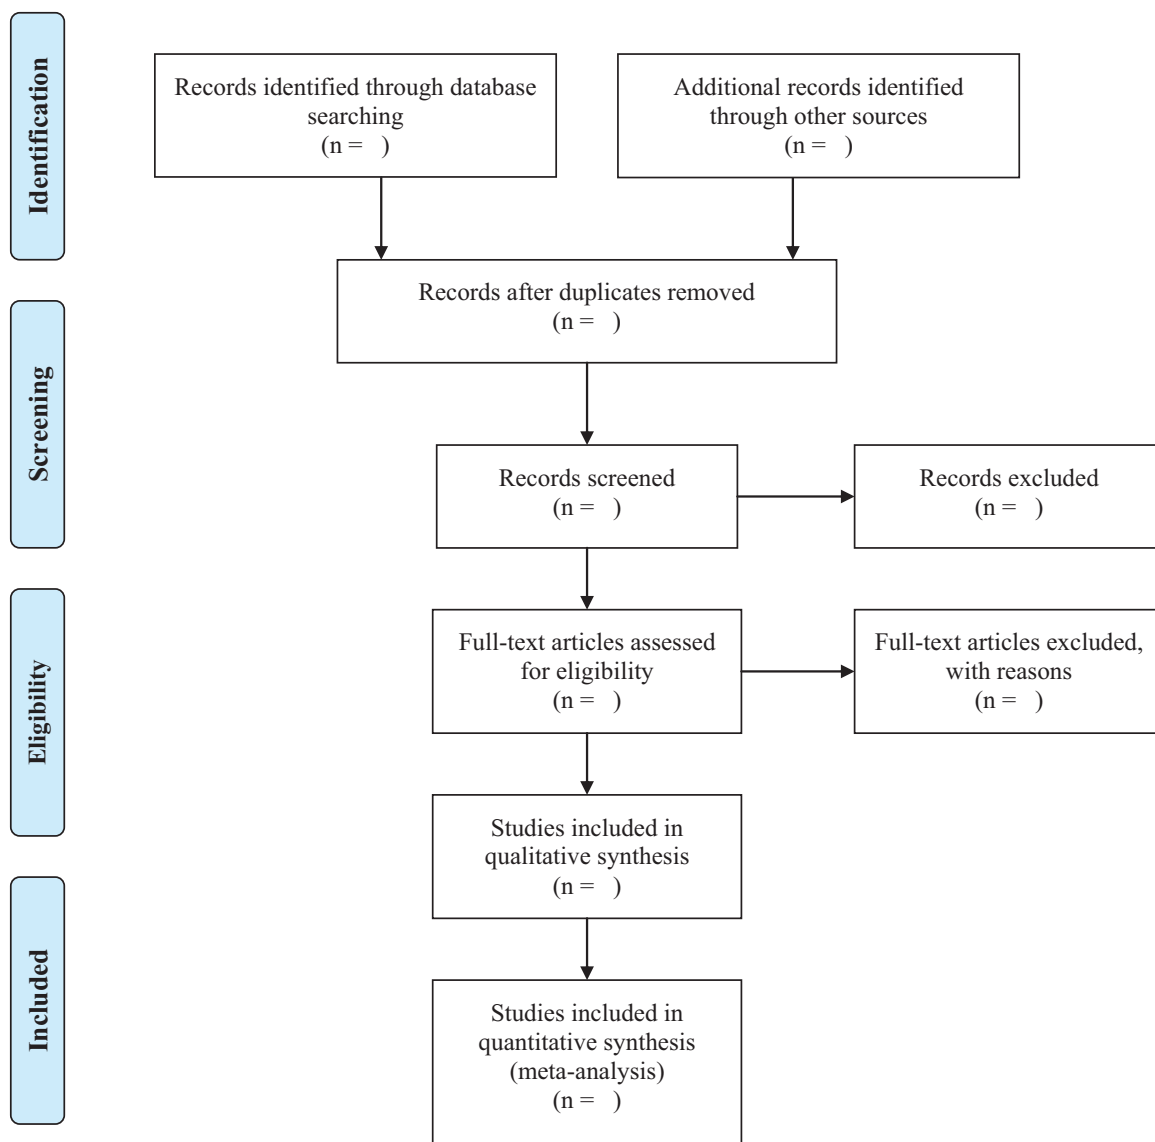 Identification
Records identified through database
searching
(n =   )
Additional records identified
through other sources
(n =   )
Records after duplicates removed
(n =   )
Screening
Records screened
(n =   )
Records excluded
(n =   )
Eligibility
Full-text articles assessed
for eligibility
(n =   )
Full-text articles excluded,
with reasons
(n =   )
Studies included in
qualitative synthesis
(n =   )
Included
Studies included in
quantitative synthesis
(meta-analysis)
(n =   )